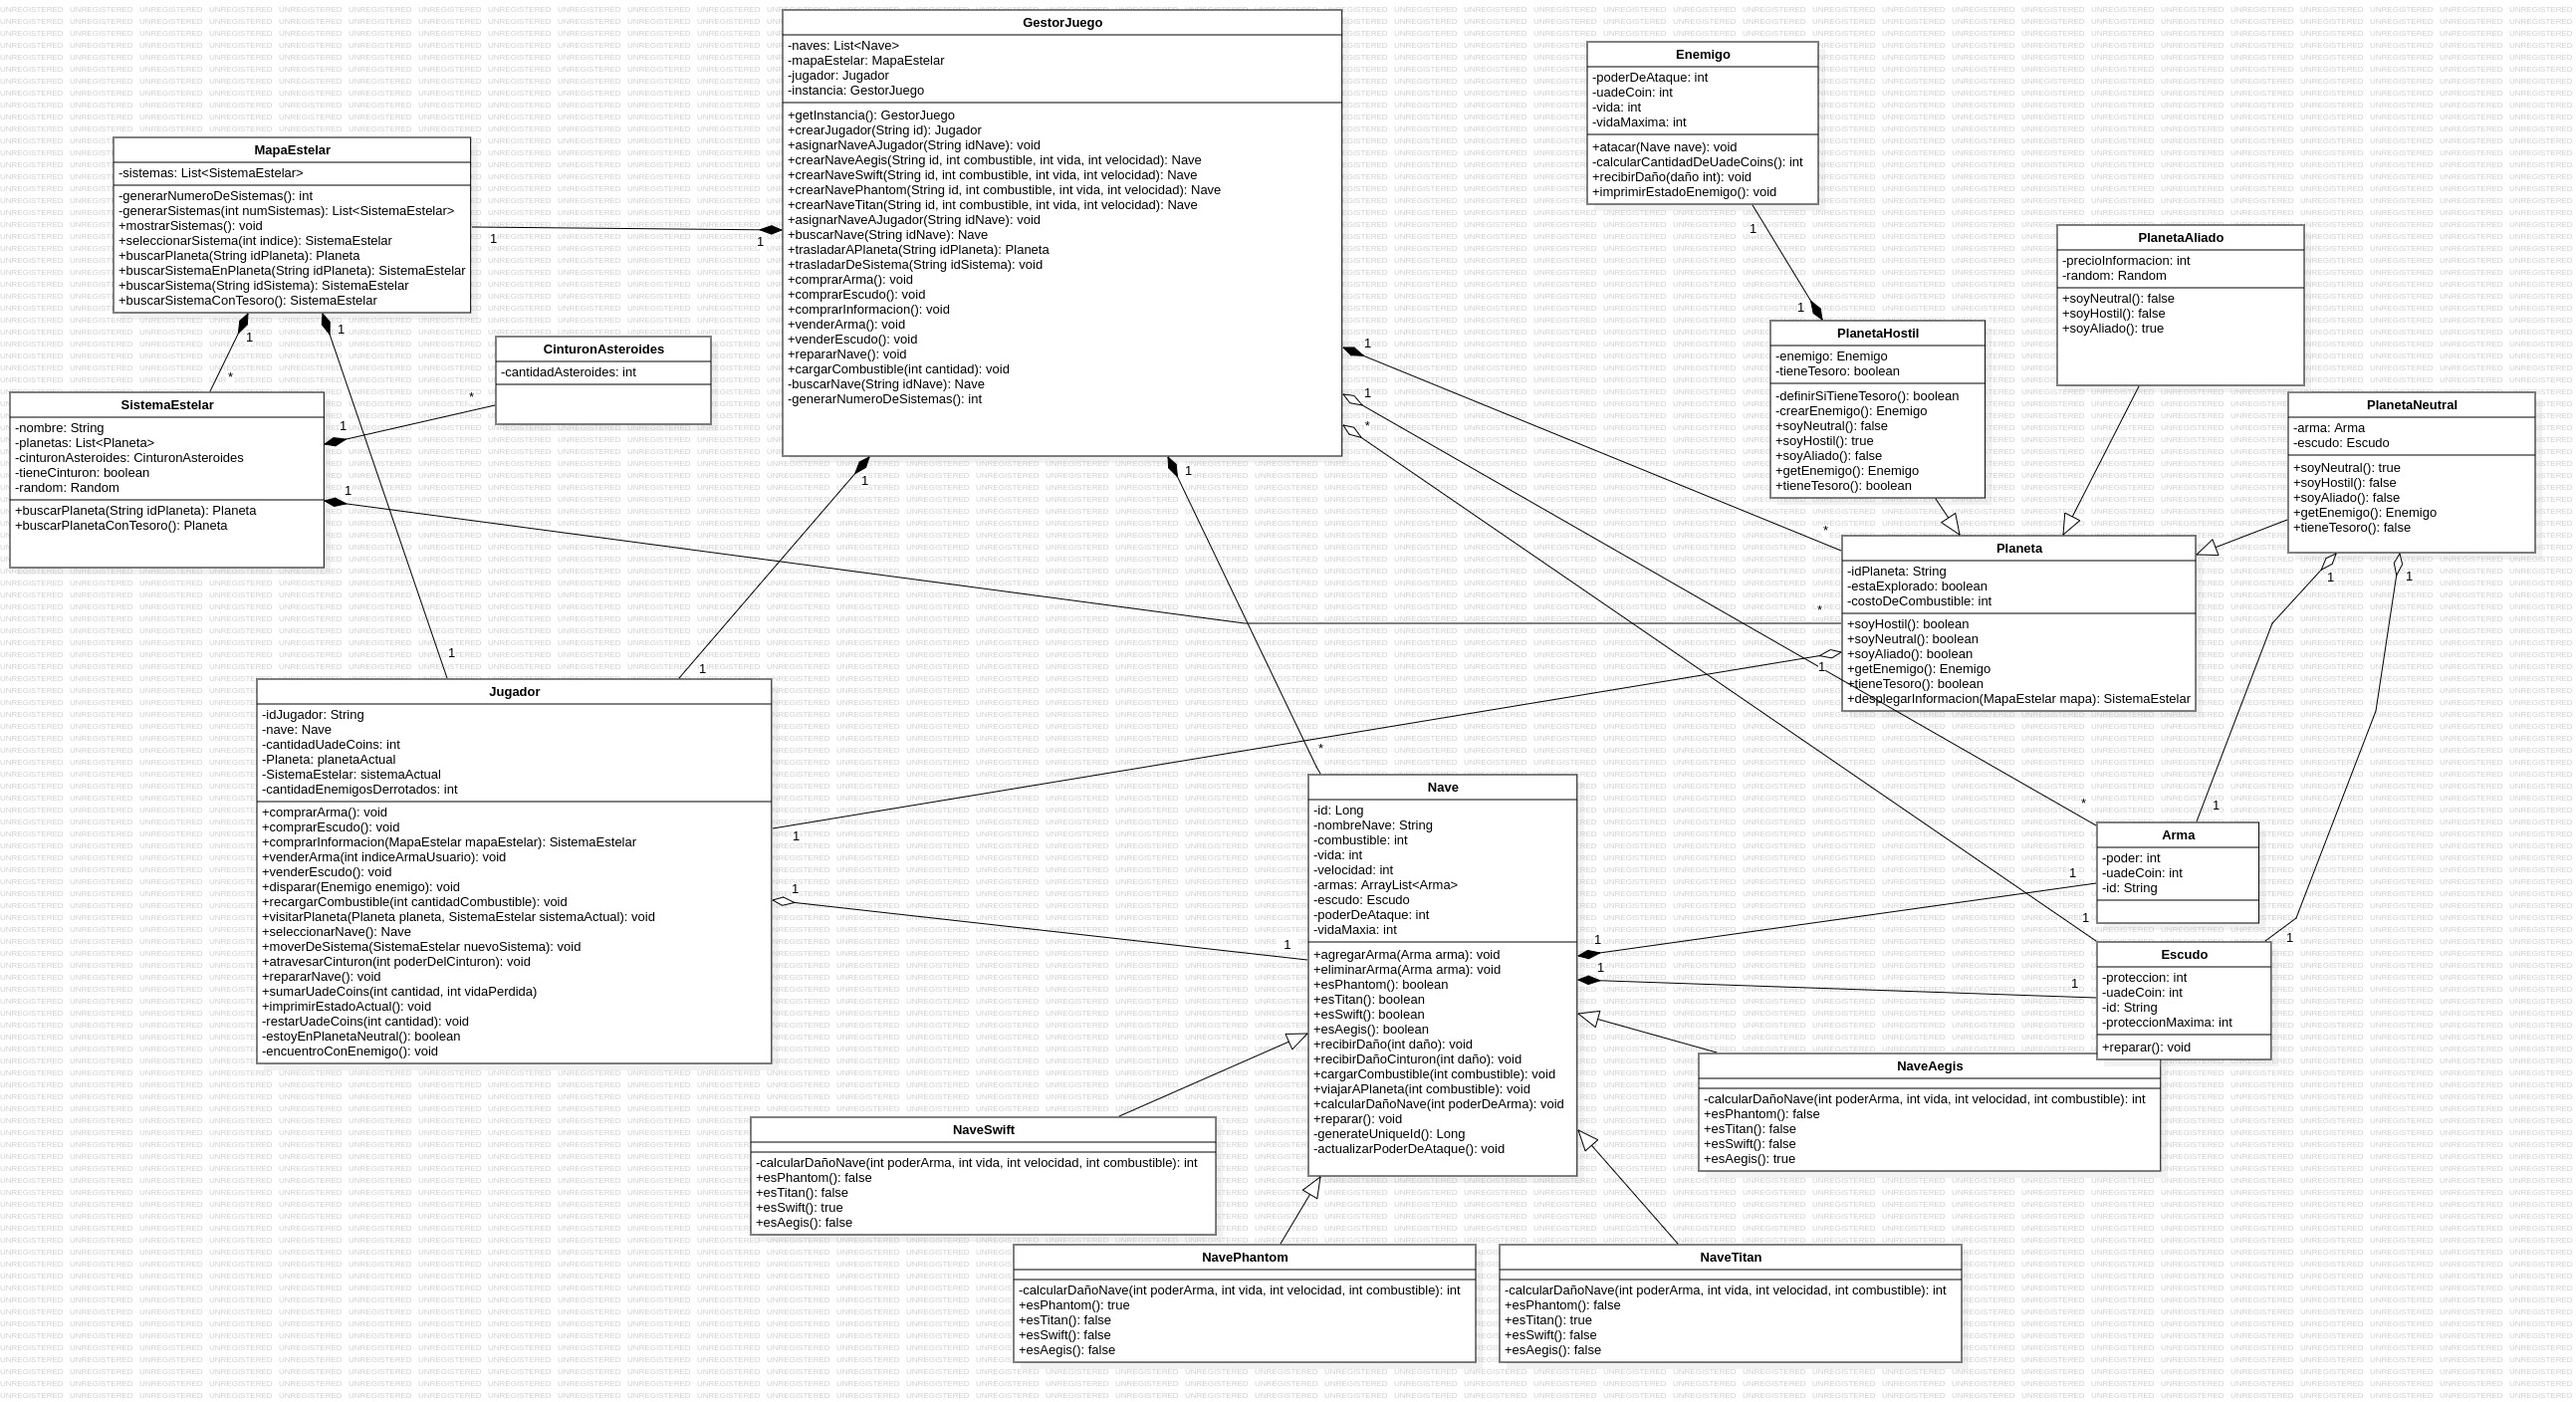 GestorJuego
-naves: List<Nave>
-mapaEstelar: MapaEstelar
-jugador: Jugador
-instancia: GestorJuego
+getInstancia(): GestorJuego
+crearJugador(String id): Jugador
+asignarNaveAJugador(String idNave): void
+crearNaveAegis(String id, int combustible, int vida, int velocidad): Nave
+crearNaveSwift(String id, int combustible, int vida, int velocidad): Nave
+crearNavePhantom(String id, int combustible, int vida, int velocidad): Nave
+crearNaveTitan(String id, int combustible, int vida, int velocidad): Nave
+asignarNaveAJugador(String idNave): void
+buscarNave(String idNave): Nave
+trasladarAPlaneta(String idPlaneta): Planeta
+trasladarDeSistema(String idSistema): void
+comprarArma(): void
+comprarEscudo(): void
+comprarInformacion(): void
+venderArma(): void
+venderEscudo(): void
+repararNave(): void
+cargarCombustible(int cantidad): void
-buscarNave(String idNave): Nave
-generarNumeroDeSistemas(): int
Enemigo
-poderDeAtaque: int
-uadeCoin: int
-vida: int
-vidaMaxima: int
+atacar(Nave nave): void
-calcularCantidadDeUadeCoins(): int
+recibirDaño(daño int): void
+imprimirEstadoEnemigo(): void
MapaEstelar
-sistemas: List<SistemaEstelar>
-generarNumeroDeSistemas(): int
-generarSistemas(int numSistemas): List<SistemaEstelar>
+mostrarSistemas(): void
+seleccionarSistema(int indice): SistemaEstelar
+buscarPlaneta(String idPlaneta): Planeta
+buscarSistemaEnPlaneta(String idPlaneta): SistemaEstelar
+buscarSistema(String idSistema): SistemaEstelar
+buscarSistemaConTesoro(): SistemaEstelar
1
1
1
1
PlanetaAliado
-precioInformacion: int
-random: Random
+soyNeutral(): false
+soyHostil(): false
+soyAliado(): true
PlanetaHostil
-enemigo: Enemigo
-tieneTesoro: boolean
-definirSiTieneTesoro(): boolean
-crearEnemigo(): Enemigo
+soyNeutral(): false
+soyHostil(): true
+soyAliado(): false
+getEnemigo(): Enemigo
+tieneTesoro(): boolean
1
1
*
CinturonAsteroides
-cantidadAsteroides: int
*
1
1
1
*
PlanetaNeutral
-arma: Arma
-escudo: Escudo
+soyNeutral(): true
+soyHostil(): false
+soyAliado(): false
+getEnemigo(): Enemigo
+tieneTesoro(): false
SistemaEstelar
-nombre: String
-planetas: List<Planeta>
-cinturonAsteroides: CinturonAsteroides
-tieneCinturon: boolean
-random: Random
+buscarPlaneta(String idPlaneta): Planeta
+buscarPlanetaConTesoro(): Planeta
1
1
1
*
*
1
1
Planeta
-idPlaneta: String
-estaExplorado: boolean
-costoDeCombustible: int
+soyHostil(): boolean
+soyNeutral(): boolean
+soyAliado(): boolean
+getEnemigo(): Enemigo
+tieneTesoro(): boolean
+desplegarInformacion(MapaEstelar mapa): SistemaEstelar
1
1
1
*
Jugador
-idJugador: String
-nave: Nave
-cantidadUadeCoins: int
-Planeta: planetaActual
-SistemaEstelar: sistemaActual
-cantidadEnemigosDerrotados: int
+comprarArma(): void
+comprarEscudo(): void
+comprarInformacion(MapaEstelar mapaEstelar): SistemaEstelar
+venderArma(int indiceArmaUsuario): void
+venderEscudo(): void
+disparar(Enemigo enemigo): void
+recargarCombustible(int cantidadCombustible): void
+visitarPlaneta(Planeta planeta, SistemaEstelar sistemaActual): void
+seleccionarNave(): Nave
+moverDeSistema(SistemaEstelar nuevoSistema): void
+atravesarCinturon(int poderDelCinturon): void
+repararNave(): void
+sumarUadeCoins(int cantidad, int vidaPerdida)
+imprimirEstadoActual(): void
-restarUadeCoins(int cantidad): void
-estoyEnPlanetaNeutral(): boolean
-encuentroConEnemigo(): void
1
1
1
Nave
-id: Long
-nombreNave: String
-combustible: int
-vida: int
-velocidad: int
-armas: ArrayList<Arma>
-escudo: Escudo
-poderDeAtaque: int
-vidaMaxia: int
+agregarArma(Arma arma): void
+eliminarArma(Arma arma): void
+esPhantom(): boolean
+esTitan(): boolean
+esSwift(): boolean
+esAegis(): boolean
+recibirDaño(int daño): void
+recibirDañoCinturon(int daño): void
+cargarCombustible(int combustible): void
+viajarAPlaneta(int combustible): void
+calcularDañoNave(int poderDeArma): void
+reparar(): void
-generateUniqueId(): Long
-actualizarPoderDeAtaque(): void
*
1
Arma
-poder: int
-uadeCoin: int
-id: String
1
1
1
1
1
1
Escudo
-proteccion: int
-uadeCoin: int
-id: String
-proteccionMaxima: int
+reparar(): void
NaveAegis
-calcularDañoNave(int poderArma, int vida, int velocidad, int combustible): int
+esPhantom(): false
+esTitan(): false
+esSwift(): false
+esAegis(): true
NaveSwift
-calcularDañoNave(int poderArma, int vida, int velocidad, int combustible): int
+esPhantom(): false
+esTitan(): false
+esSwift(): true
+esAegis(): false
NavePhantom
-calcularDañoNave(int poderArma, int vida, int velocidad, int combustible): int
+esPhantom(): true
+esTitan(): false
+esSwift(): false
+esAegis(): false
NaveTitan
-calcularDañoNave(int poderArma, int vida, int velocidad, int combustible): int
+esPhantom(): false
+esTitan(): true
+esSwift(): false
+esAegis(): false
UNREGISTERED